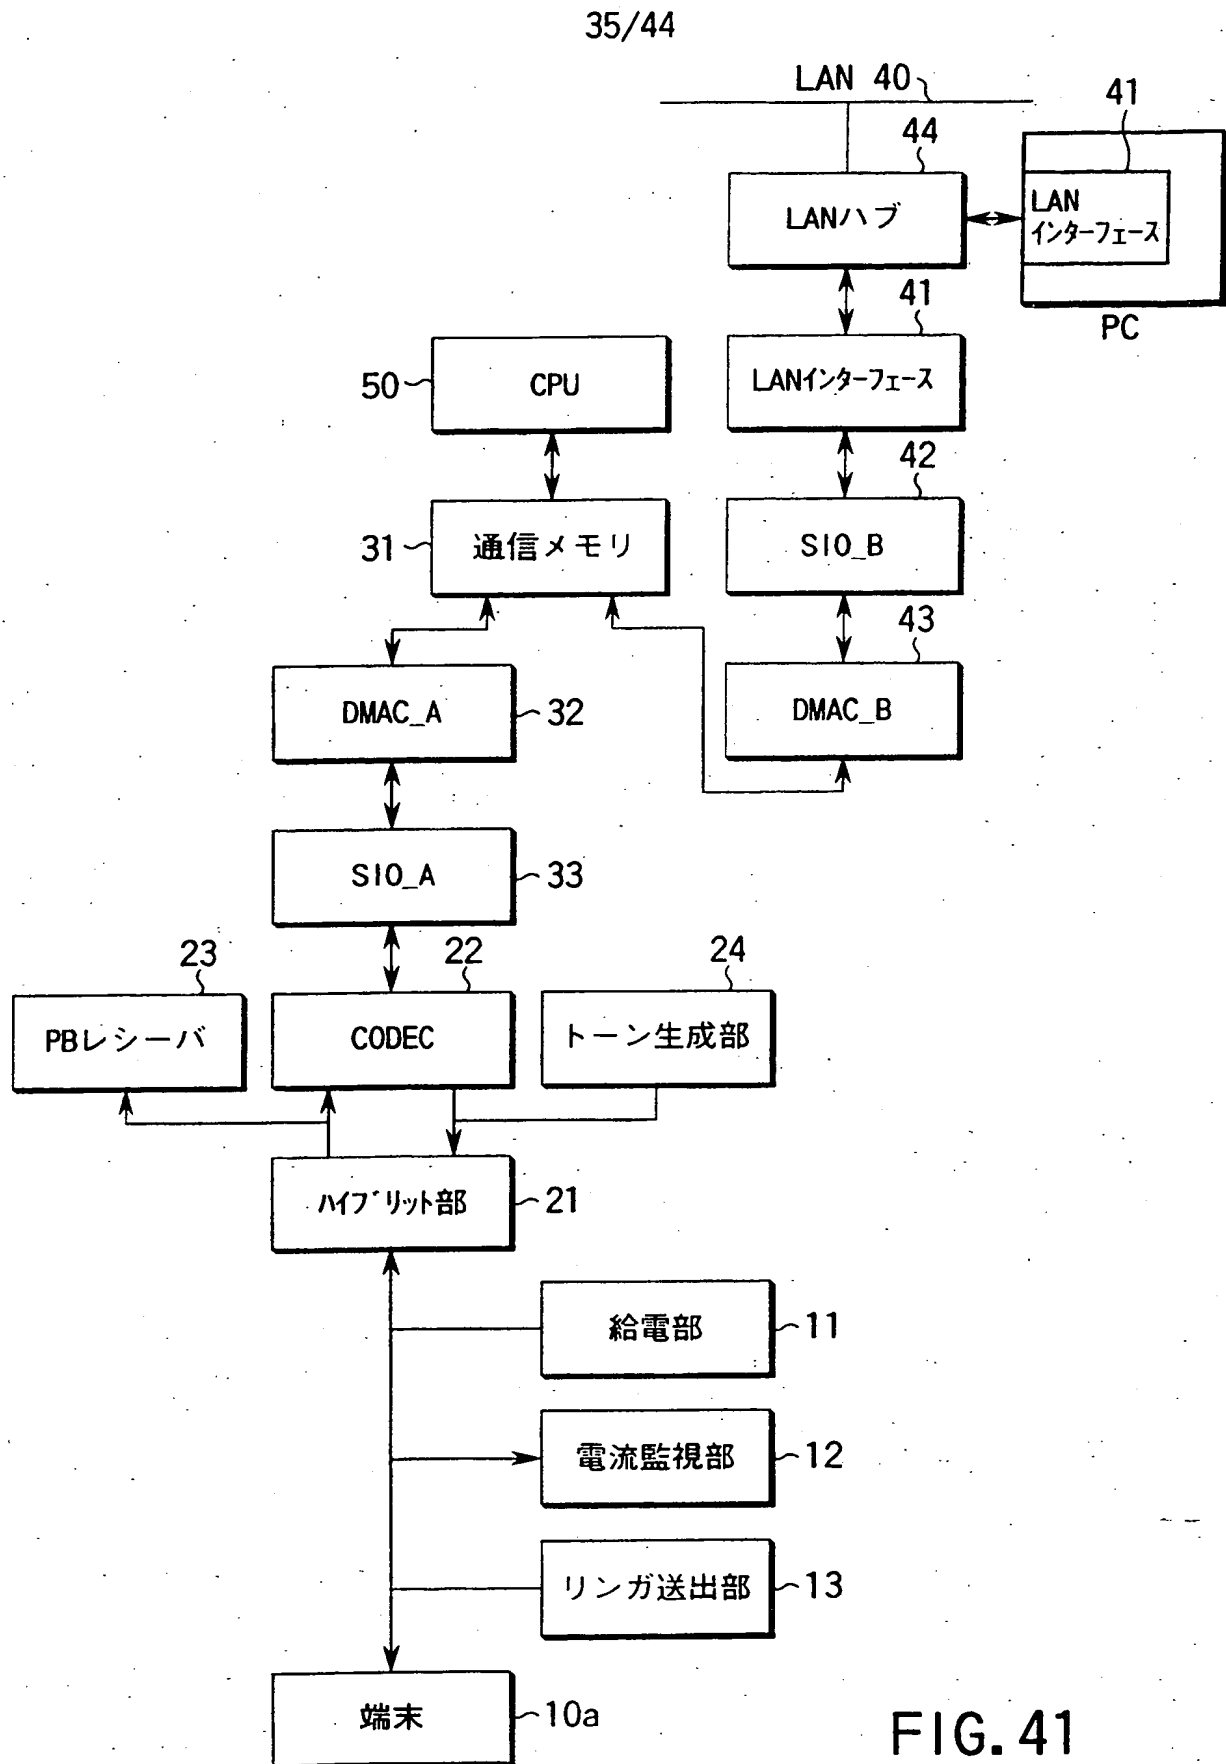 35/44
LAN 40
41
44
LANハブ
LAN
インターフェース
PC
41
LANインターフェース
50
CPU
42
31
通信メモリ
SIO_B
43
DMAC_A
32
DMAC_B
SIO_A
33
23
22
24
PBレシーバ
CODEC
トーン生成部
ハイブリット部
21
給電部
11
電流監視部
12
リンガ送出部
13
端末
10a
FIG. 41